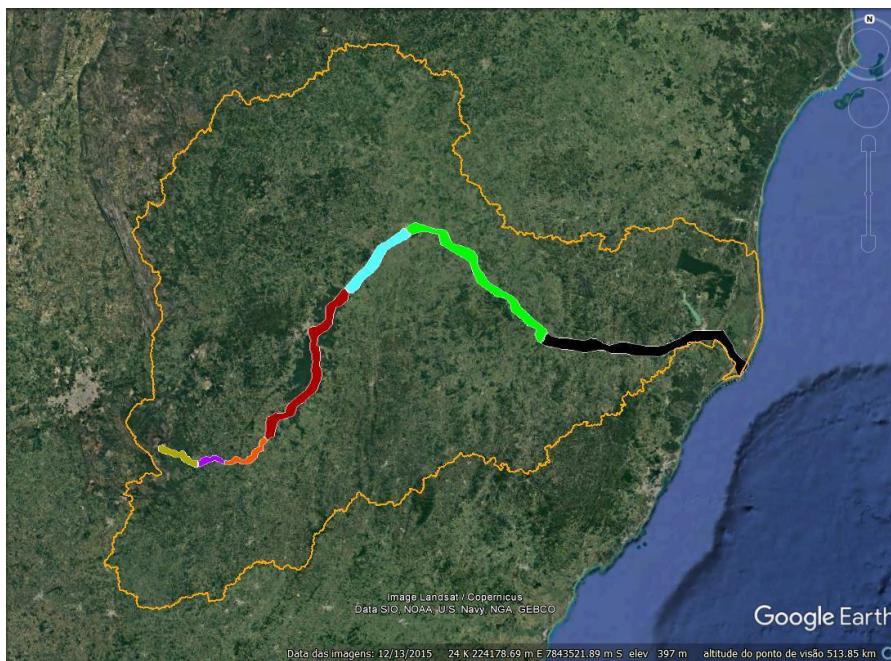 N
Image Landsat / Copernicus
Data SIO, NOAA, U.S. Navy, NGA, GEBCO
Google Earth
Data das imagens: 12/13/2015 24 K 224178.69 m E 7843521.89 m S elev 397 m altitude do ponto de visão 513.85 km